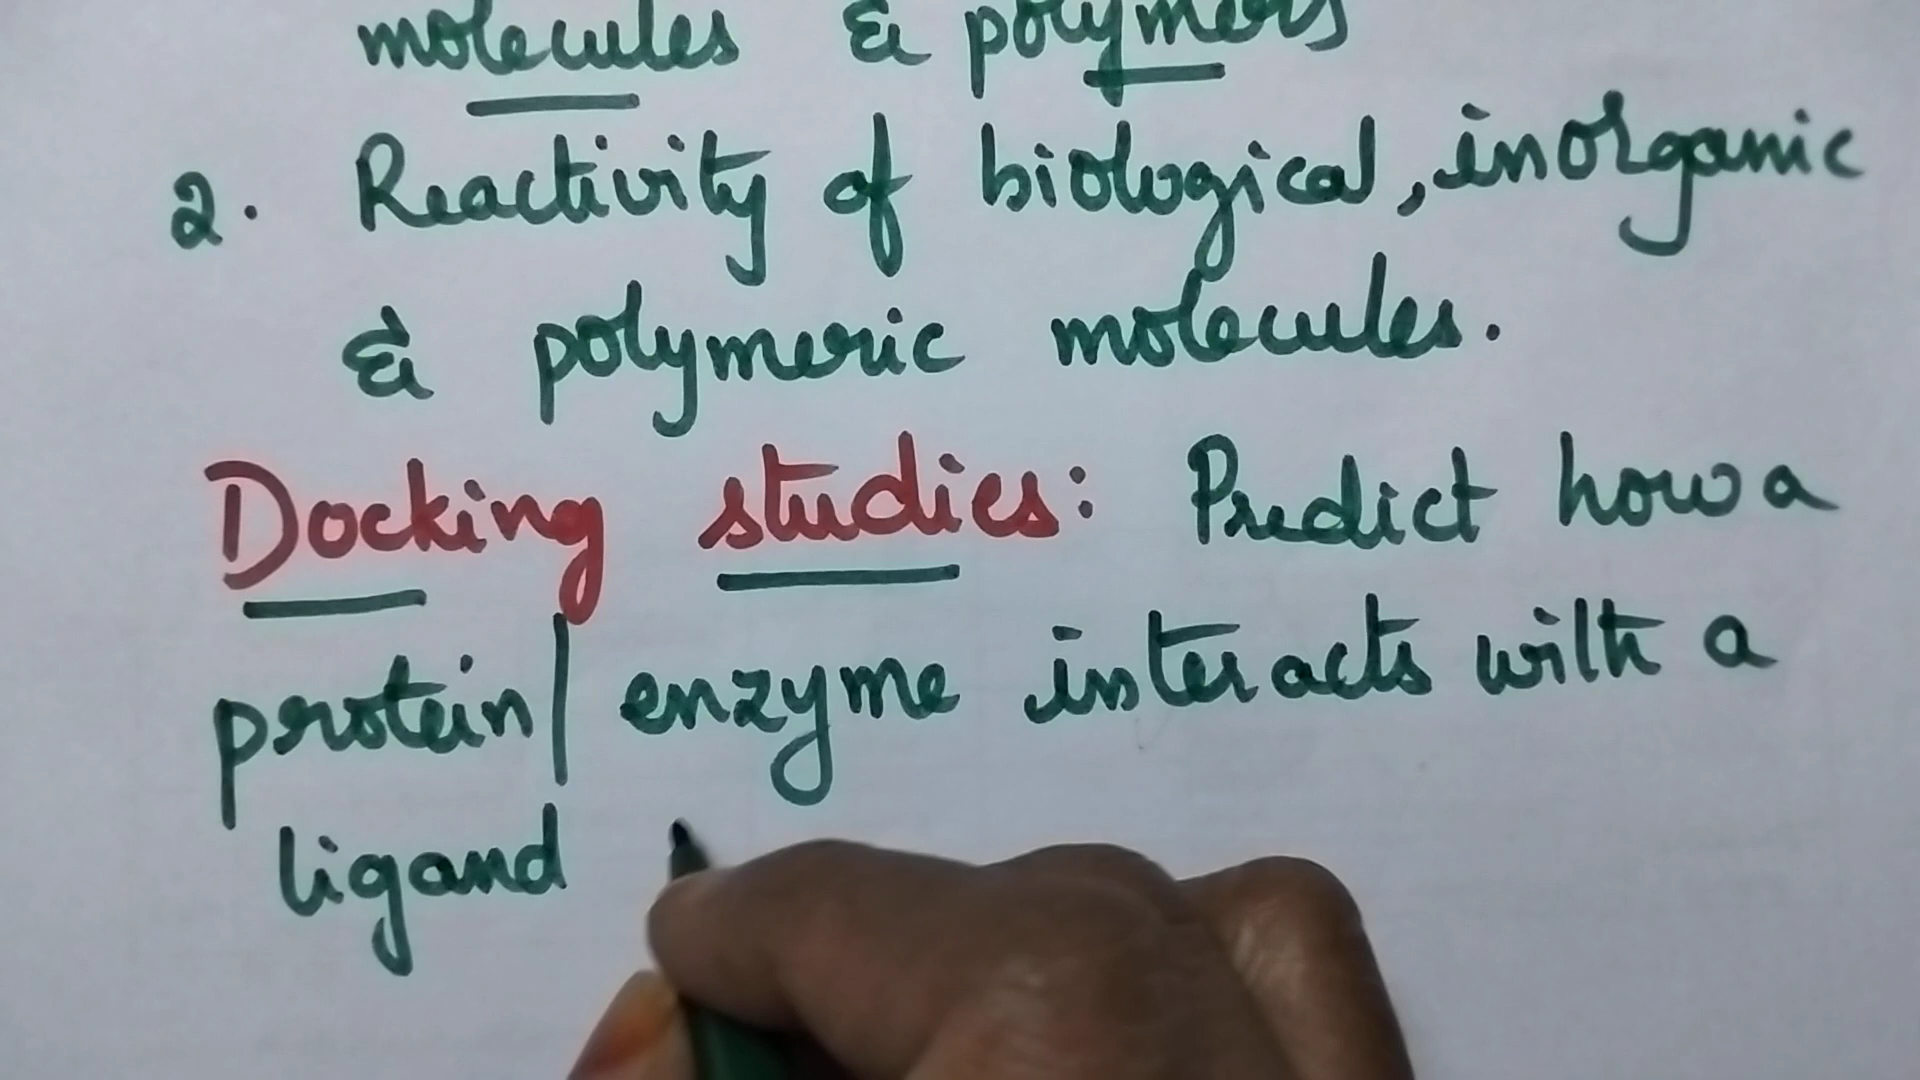 molecules & polymers
2. Reactivity of biological, inorganic
& polymeric molecules.
Docking studies: Predict how a
protein/ enzyme interacts with a
ligand